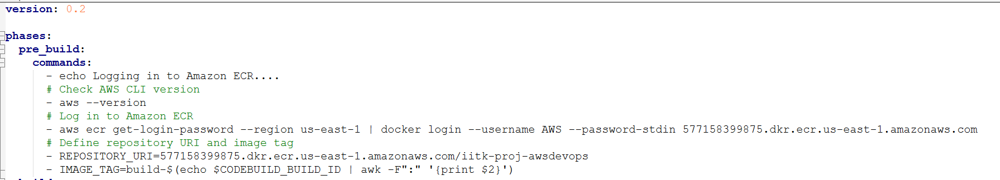 version: 0.2
phases:
pre_build:
commands:
- echo Logging in to Amazon ECR....
# Check AWS CLI version
- aws --version
# Log in to Amazon ECR
- aws ecr get-login-password --region us-east-1 | docker login --username AWS --password-stdin 577158399875.dkr.ecr.us-east-1.amazonaws.com
# Define repository URI and image tag
- REPOSITORY_URI=577158399875.dkr.ecr.us-east-1.amazonaws.com/iitk-proj-awsdevops
- IMAGE_TAG=build-$(echo $CODEBUILD_BUILD_ID | awk -F":" '{print $2}')